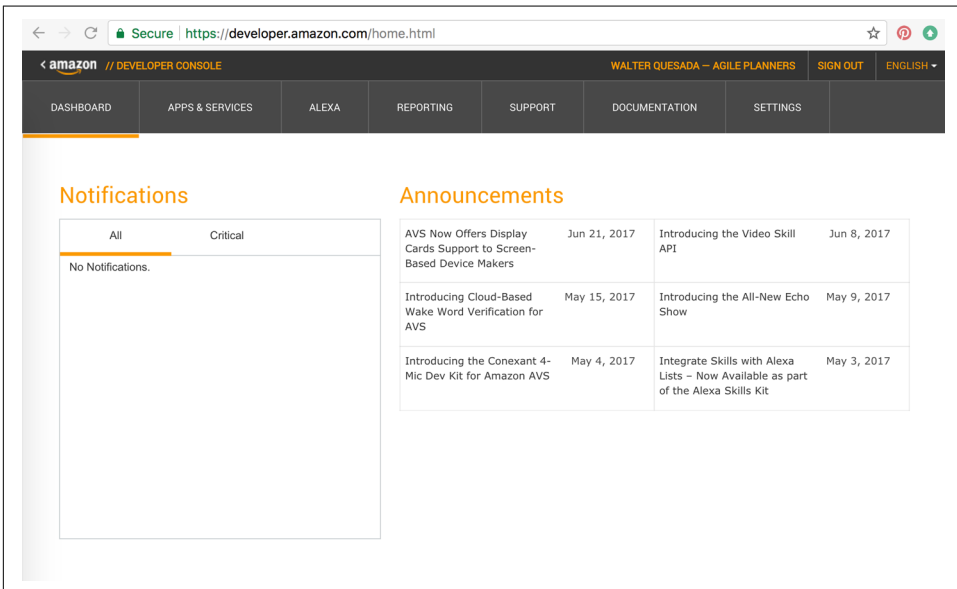 Secure https://developer.amazon.com/home.html
amazon // DEVELOPER CONSOLE WALTER QUESADA — AGILE PLANNERS SIGN OUT ENGLISH
DASHBOARD APPS & SERVICES ALEXA REPORTING SUPPORT DOCUMENTATION SETTINGS
Notifications
All Critical
No Notifications.
Announcements
AVS Now Offers Display Jun 21, 2017
Cards Support to Screen-
Based Device Makers
Introducing the Video Skill Jun 8, 2017
API
Introducing Cloud-Based May 15, 2017
Wake Word Verification for
AVS
Introducing the All-New Echo May 9, 2017
Show
Introducing the Conexant 4- May 4, 2017
Mic Dev Kit for Amazon AVS
Integrate Skills with Alexa May 3, 2017
Lists – Now Available as part
of the Alexa Skills Kit